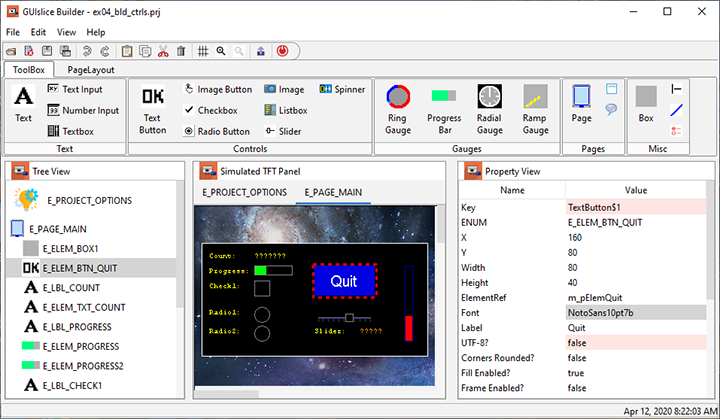 GUIslice Builder - ex04_bld_ctrls.prj
File Edit View Help
ToolBox PageLayout
Text
Text Input
Number Input
Textbox
Text
Text Button
Image Button
Checkbox
Radio Button
Image
Listbox
Slider
Spinner
Controls
Ring Gauge
Progress Bar
Radial Gauge
Ramp Gauge
Gauges
Page
Pages
Box
Misc
Tree View
E_PROJECT_OPTIONS
E_PAGE_MAIN
E_ELEM_BOX1
E_ELEM_BTN_QUIT
E_LBL_COUNT
E_ELEM_TXT_COUNT
E_LBL_PROGRESS
E_ELEM_PROGRESS
E_ELEM_PROGRESS2
E_LBL_CHECK1
Simulated TFT Panel
E_PROJECT_OPTIONS E_PAGE_MAIN
Count: ???????
Progress:
Check1:
Radio1:
Radio2:
Quit
Slider: ?????
Property View
Name Value
Key TextButton$1
ENUM E_ELEM_BTN_QUIT
X 160
Y 80
Width 80
Height 40
ElementRef m_pElemQuit
Font NotoSans10pt7b
Label Quit
UTF-8? false
Corners Rounded? false
Fill Enabled? true
Frame Enabled? false
Apr 12, 2020 8:22:03 AM